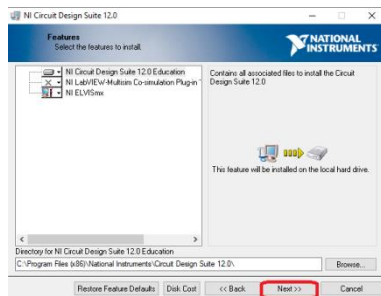 NI Circuit Design Suite 12.0
Features
Select the features to install.
NATIONAL
INSTRUMENTS
NI Circuit Design Suite 12.0 Education
NI LabVIEW-Multisim Co-simulation Plug-in
NI ELVISmx
Contains all associated files to install the Circuit
Design Suite 12.0
This feature will be installed on the local hard drive.
Directory for NI Circuit Design Suite 12.0 Education
C:\Program Files (x86)\National Instruments\Circuit Design Suite 12.0\
Browse...
Restore Feature Defaults
Disk Cost
<< Back
Next >>
Cancel